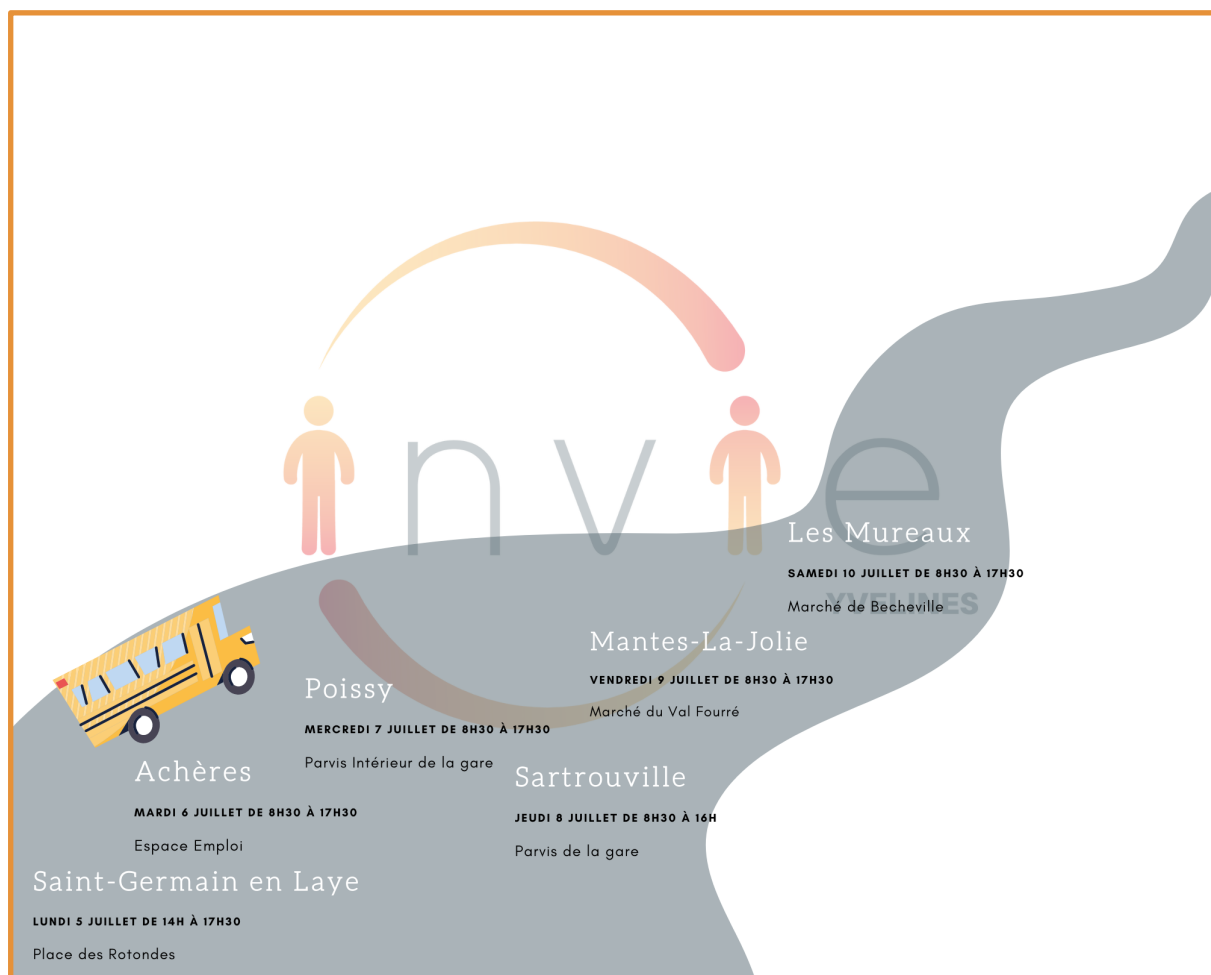 invie
YVELINES
Les Mureaux
SAMEDI 10 JUILLET DE 8H30 À 17H30
Marché de Becheville
Mantes-La-Jolie
VENDREDI 9 JUILLET DE 8H30 À 17H30
Marché du Val Fourré
Poissy
MERCREDI 7 JUILLET DE 8H30 À 17H30
Parvis Intérieur de la gare
Sartrouville
JEUDI 8 JUILLET DE 8H30 À 16H
Parvis de la gare
Achères
MARDI 6 JUILLET DE 8H30 À 17H30
Espace Emploi
Saint-Germain en Laye
LUNDI 5 JUILLET DE 14H À 17H30
Place des Rotondes